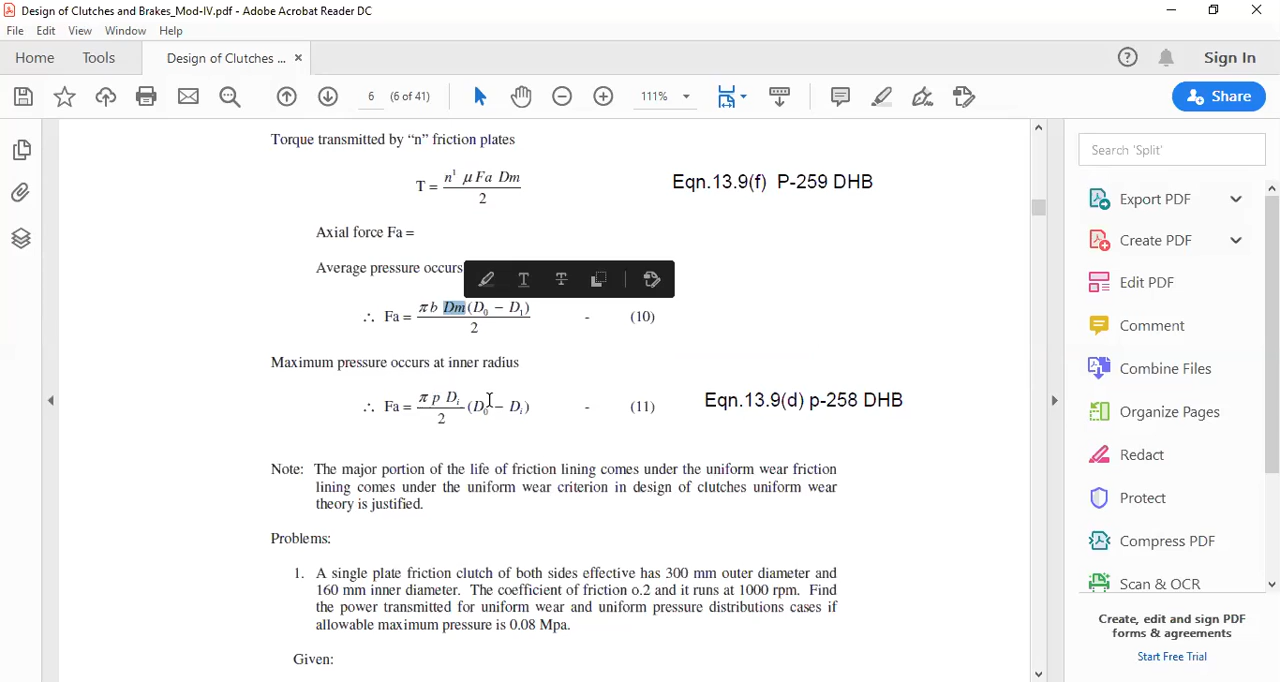 Design of Clutches and Brakes_Mod-IV.pdf - Adobe Acrobat Reader DC
File Edit View Window Help
Home Tools Design of Clutches ... × Sign In
6 (6 of 41) 111% Share
Torque transmitted by “n” friction plates
T = n¹ μ Fa Dm / 2 Eqn.13.9(f) P-259 DHB
Axial force Fa =
Average pressure occurs
∴ Fa = π b Dm (D₀ − D₁) / 2 - (10)
Maximum pressure occurs at inner radius
∴ Fa = π p Dᵢ / 2 (D₀ − Dᵢ) - (11) Eqn.13.9(d) p-258 DHB
Note: The major portion of the life of friction lining comes under the uniform wear friction
lining comes under the uniform wear criterion in design of clutches uniform wear
theory is justified.
Problems:
1. A single plate friction clutch of both sides effective has 300 mm outer diameter and
160 mm inner diameter. The coefficient of friction o.2 and it runs at 1000 rpm. Find
the power transmitted for uniform wear and uniform pressure distributions cases if
allowable maximum pressure is 0.08 Mpa.
Given:
Search 'Split'
Export PDF
Create PDF
Edit PDF
Comment
Combine Files
Organize Pages
Redact
Protect
Compress PDF
Scan & OCR
Create, edit and sign PDF
forms & agreements
Start Free Trial